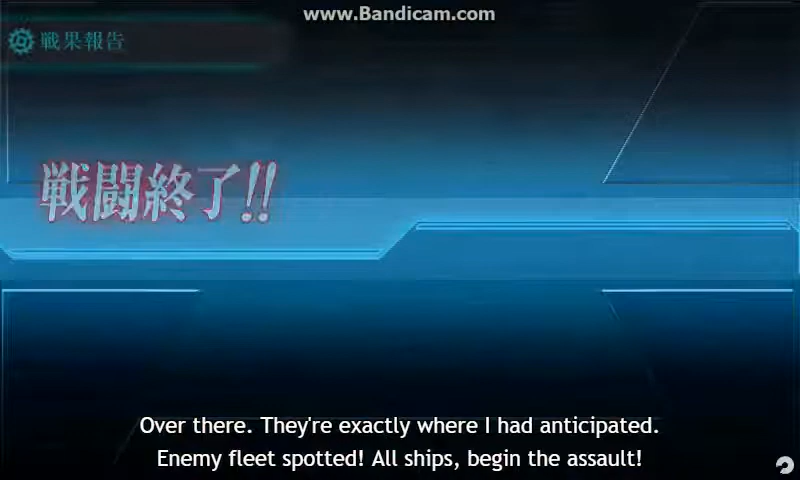 www.Bandicam.com
戦果報告
戦闘終了!!
Over there. They're exactly where I had anticipated.
Enemy fleet spotted! All ships, begin the assault!